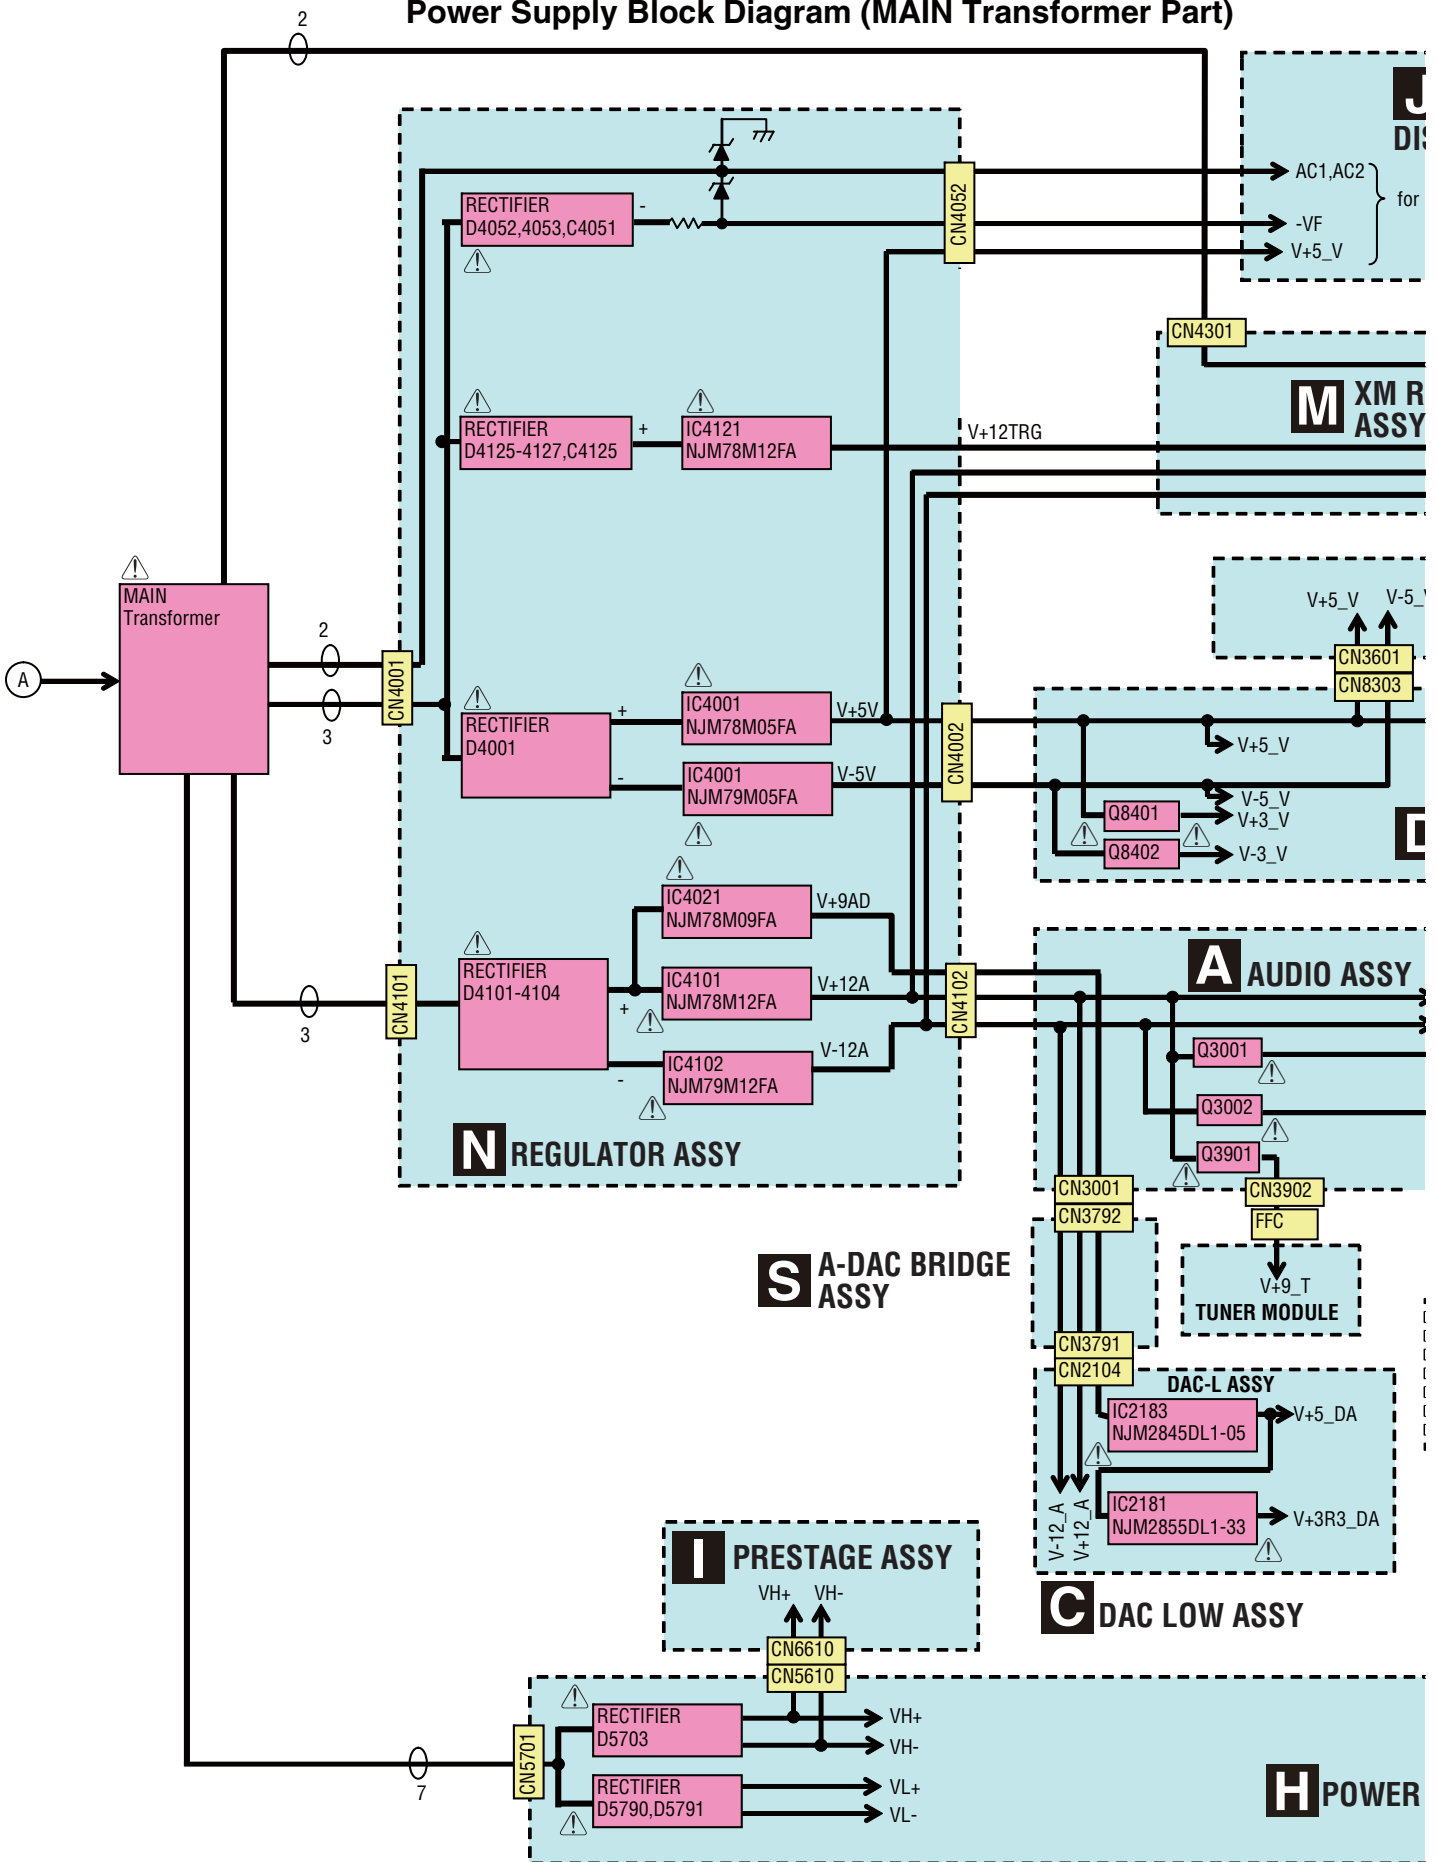 Power Supply Block Diagram (MAIN Transformer Part)
2
J
AC1,AC2
for
-VF
V+5_V
CN4052
RECTIFIER
D4052,4053,C4051
-
CN4301
M
XM R
ASSY
RECTIFIER
D4125-4127,C4125
+
IC4121
NJM78M12FA
V+12TRG
MAIN
Transformer
A
2
3
CN4001
RECTIFIER
D4001
+
-
IC4001
NJM78M05FA
V+5V
IC4001
NJM79M05FA
V-5V
CN4002
V+5_V
V-5_V
CN3601
CN8303
V+5_V
V-5_V
V+3_V
Q8401
Q8402
V-3_V
D
IC4021
NJM78M09FA
V+9AD
RECTIFIER
D4101-4104
+
-
IC4101
NJM78M12FA
V+12A
IC4102
NJM79M12FA
V-12A
CN4101
3
CN4102
N REGULATOR ASSY
A AUDIO ASSY
Q3001
Q3002
Q3901
CN3001
CN3792
CN3902
FFC
V+9_T
TUNER MODULE
S A-DAC BRIDGE
ASSY
CN3791
CN2104
DAC-L ASSY
IC2183
NJM2845DL1-05
V+5_DA
IC2181
NJM2855DL1-33
V+3R3_DA
V-12_A
V+12_A
C DAC LOW ASSY
I PRESTAGE ASSY
VH+ VH-
CN6610
CN5610
RECTIFIER
D5703
VH+
VH-
CN5701
7
RECTIFIER
D5790,D5791
VL+
VL-
H POWER